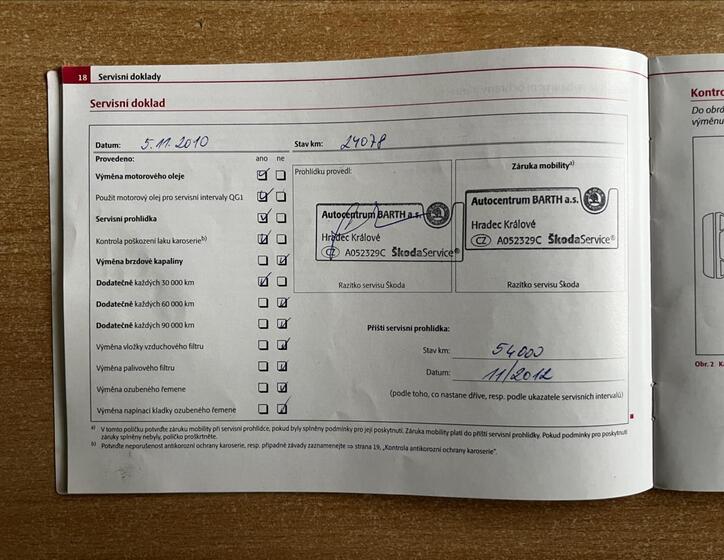 18 Servisní doklady
Servisní doklad
Datum: 5.11.2010 Stav km: 24078
Provedeno: ano ne
Výměna motorového oleje
Použit motorový olej pro servisní intervaly QG1
Servisní prohlídka
Kontrola poškození laku karoserieb)
Výměna brzdové kapaliny
Dodatečně každých 30 000 km
Dodatečně každých 60 000 km
Dodatečně každých 90 000 km
Výměna vložky vzduchového filtru
Výměna palivového filtru
Výměna ozubeného řemene
Výměna napínací kladky ozubeného řemene
Prohlídku provedl:
Autocentrum BARTH a.s.
Hradec Králové
CZ A052329C ŠkodaService®
Razítko servisu Škoda
Záruka mobilitya)
Autocentrum BARTH a.s.
Hradec Králové
CZ A052329C ŠkodaService®
Razítko servisu Škoda
Příští servisní prohlídka:
Stav km: 54000
Datum: 11/2012
(podle toho, co nastane dříve, resp. podle ukazatele servisních intervalů)
a) V tomto políčku potvrďte záruku mobility při servisní prohlídce, pokud byly splněny podmínky pro její poskytnutí. Záruka mobility platí do příští servisní prohlídky. Pokud podmínky pro poskytnutí
záruky splněny nebyly, políčko proškrtněte.
b) Potvrďte neporušenost antikorozní ochrany karoserie, resp. případné závady zaznamenejte ⇒ strana 19, „Kontrola antikorozní ochrany karoserie".
Kontro
Do obrá
výměnu
Obr. 2 K